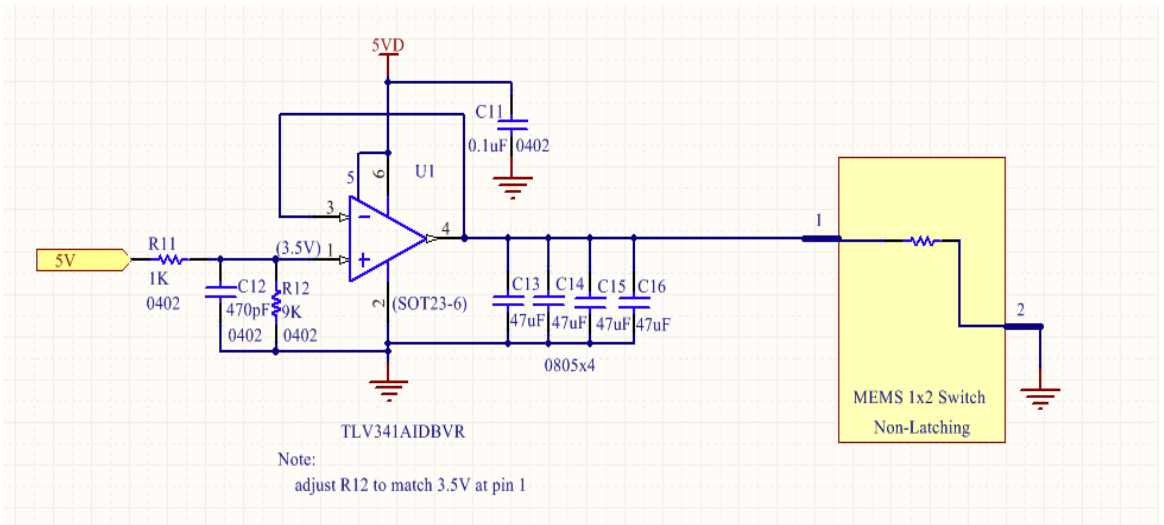 5VD
C11
0.1uF 0402
U1
5
6
3
4
1
2
(3.5V)
5V
R11
1K
0402
C12
470pF
0402
R12
9K
0402
(SOT23-6)
C13
47uF
C14
47uF
C15
47uF
C16
47uF
0805x4
1
2
MEMS 1x2 Switch
Non-Latching
TLV341AIDBVR
Note:
adjust R12 to match 3.5V at pin 1